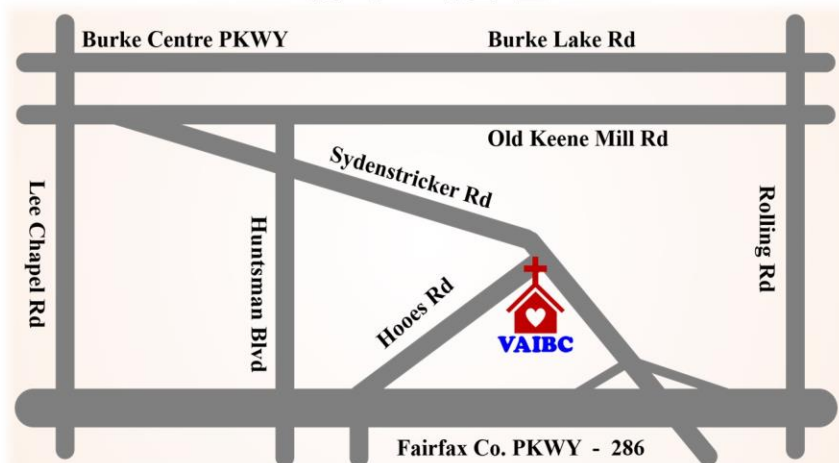 Burke Centre PKWY
Burke Lake Rd
Old Keene Mill Rd
Sydenstricker Rd
Lee Chapel Rd
Huntsman Blvd
Rolling Rd
Hooes Rd
VAIBC
Fairfax Co. PKWY - 286